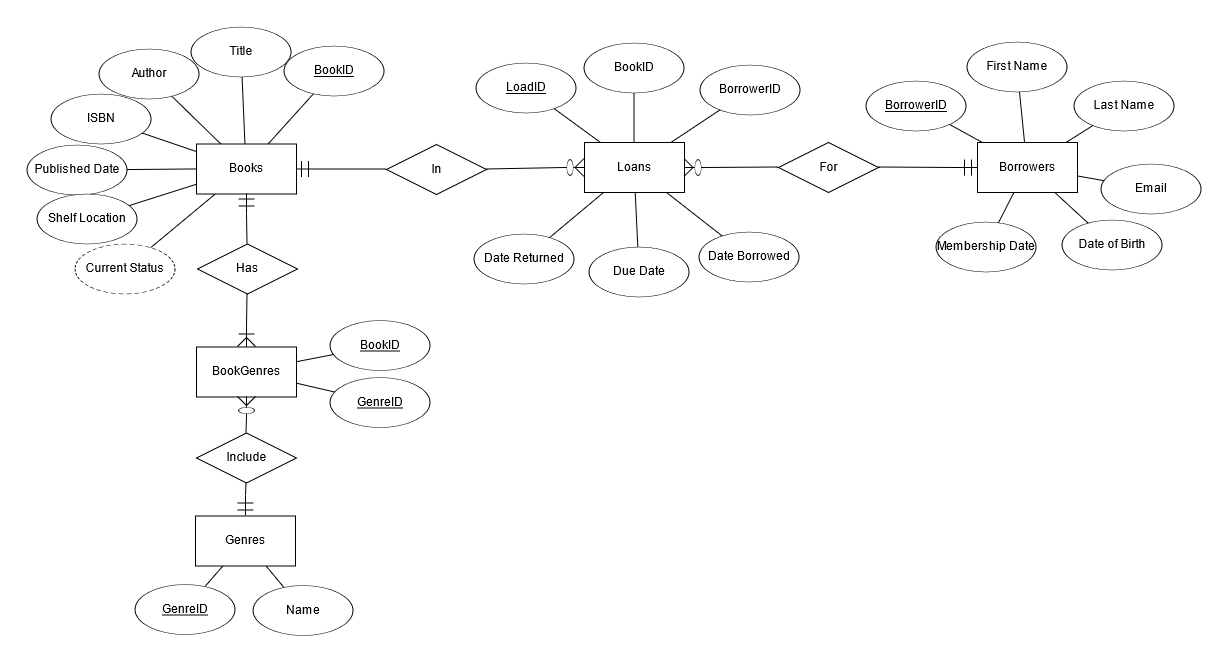 Title
Author
BookID
ISBN
Published Date
Shelf Location
Current Status
Books
In
LoadID
BookID
BorrowerID
Loans
Date Returned
Due Date
Date Borrowed
For
BorrowerID
First Name
Last Name
Borrowers
Email
Membership Date
Date of Birth
Has
BookGenres
BookID
GenreID
Include
Genres
GenreID
Name